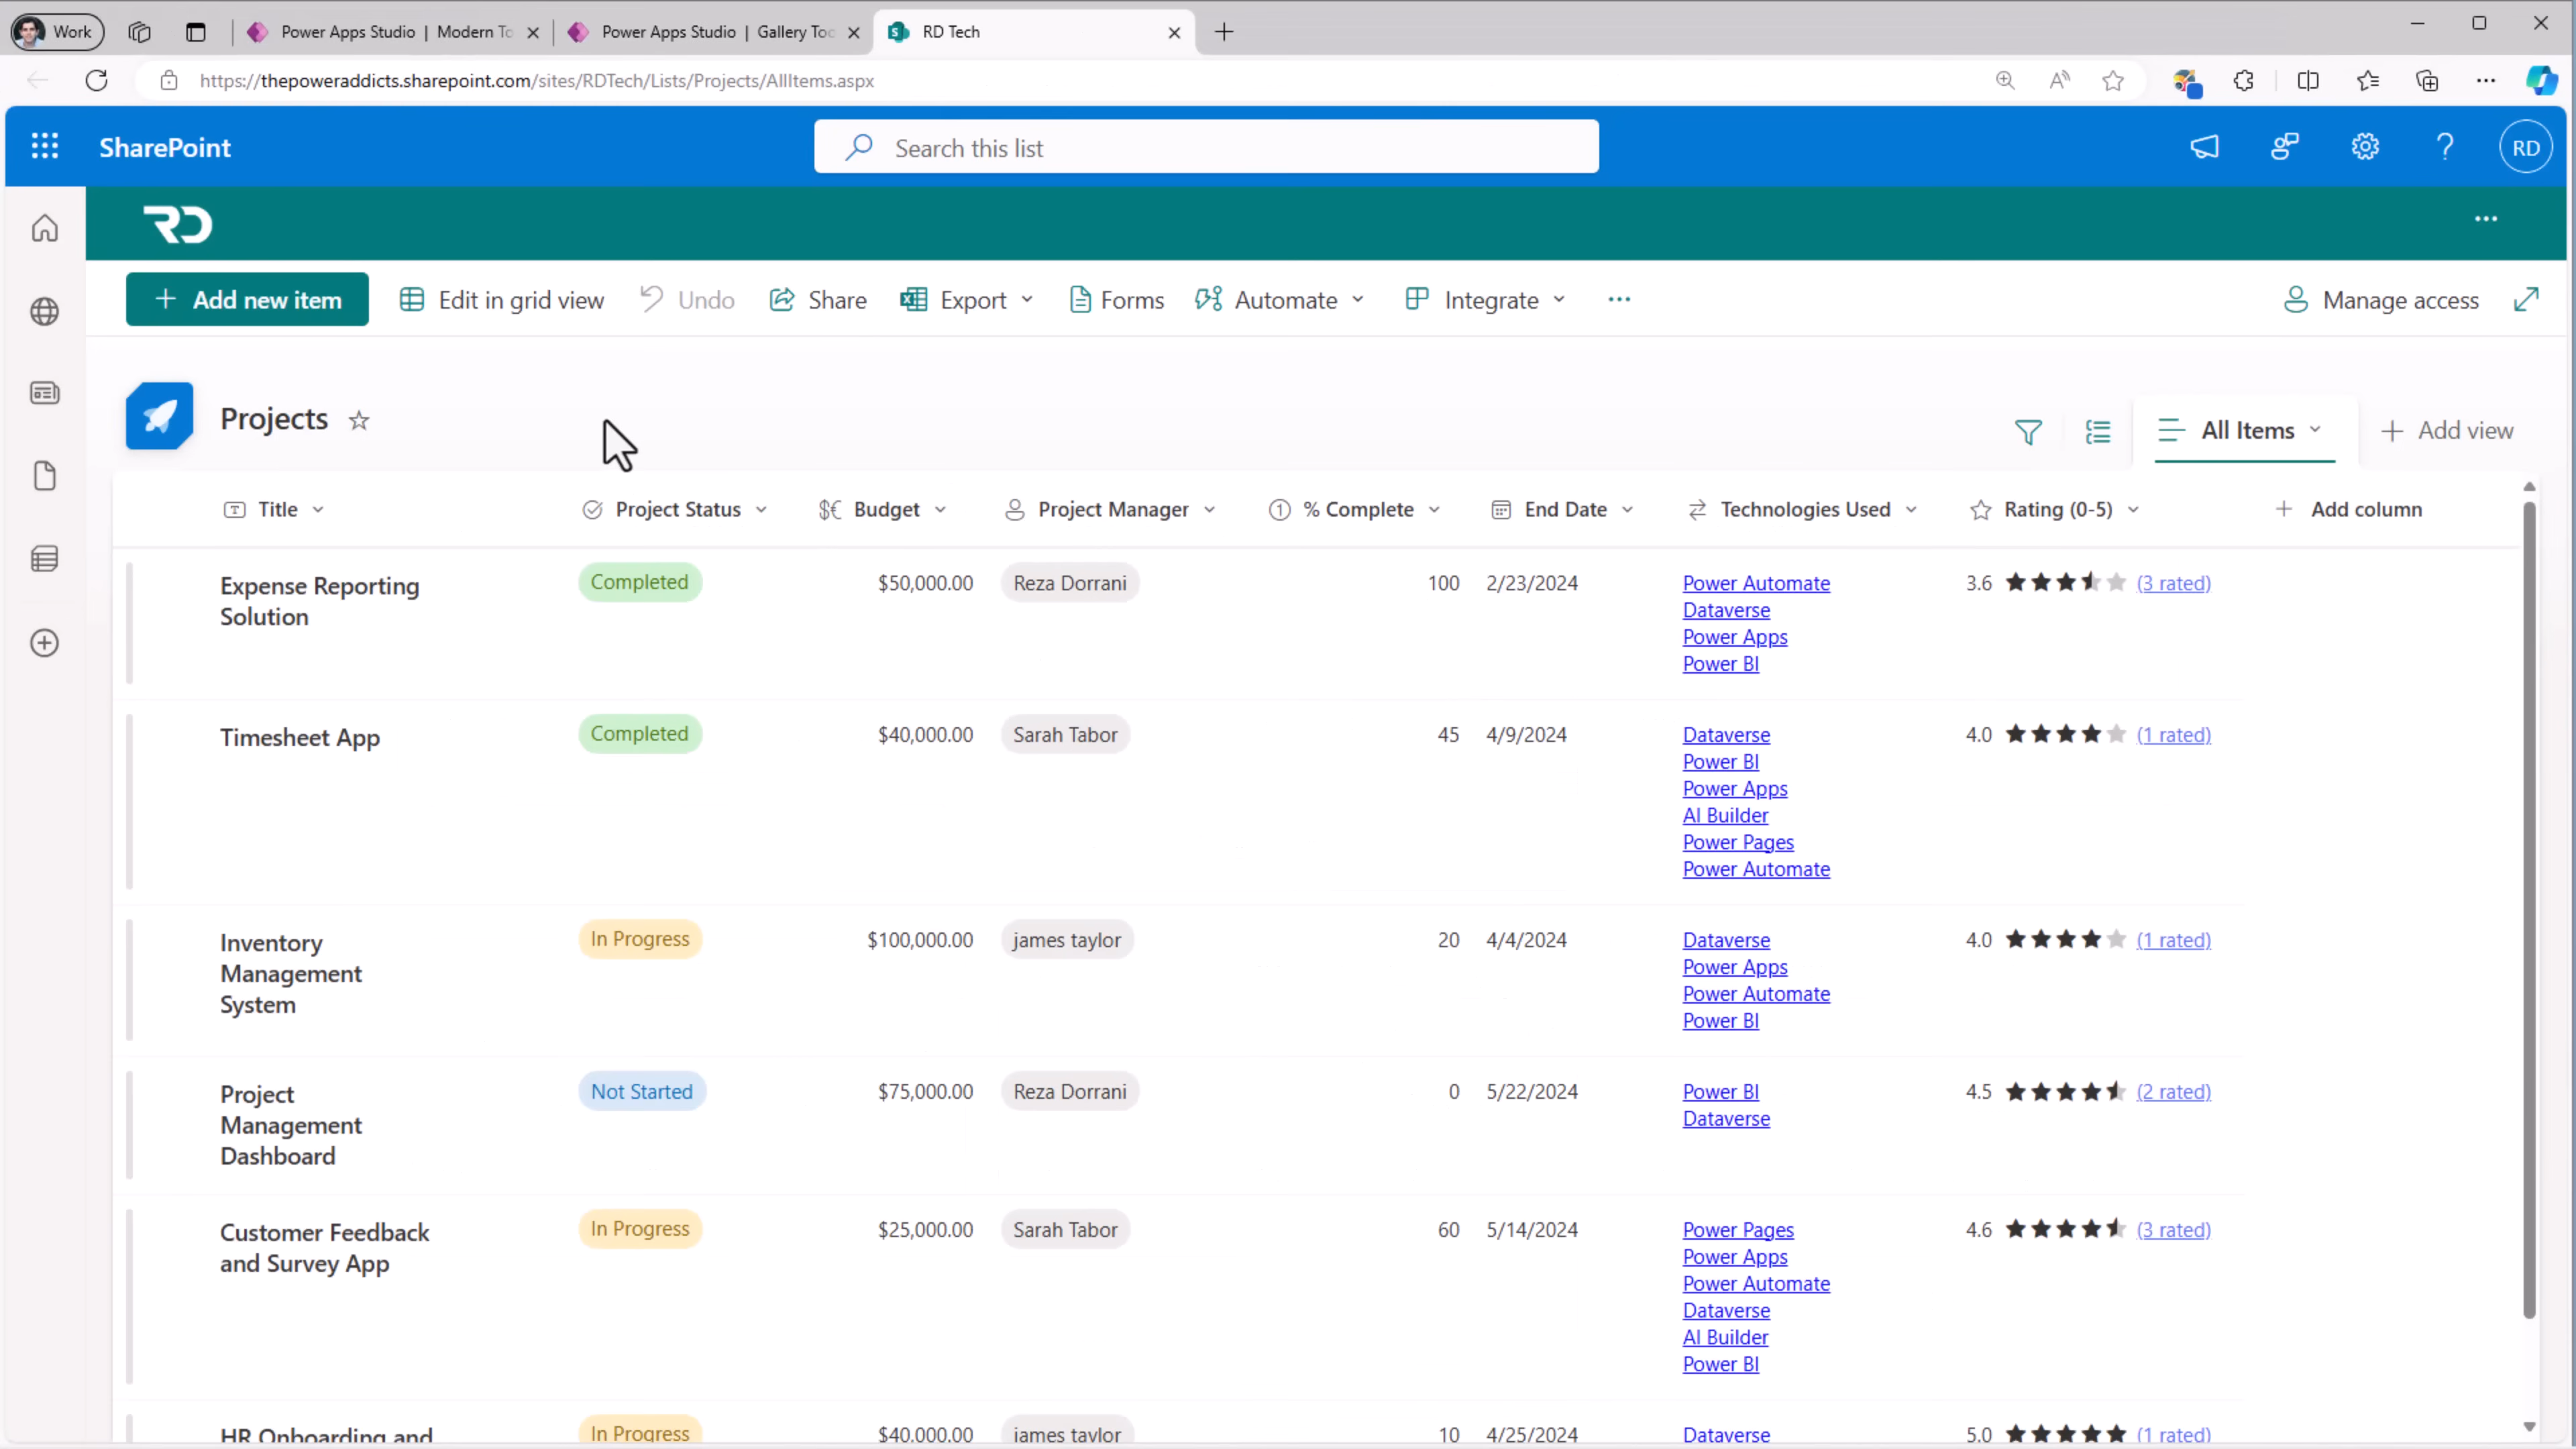 Work
Power Apps Studio | Modern To
Power Apps Studio | Gallery Too
RD Tech
https://thepoweraddicts.sharepoint.com/sites/RDTech/Lists/Projects/AllItems.aspx
SharePoint
Search this list
RD
RD
Add new item
Edit in grid view
Undo
Share
Export
Forms
Automate
Integrate
Manage access
Projects
All Items
Add view
Title
Project Status
Budget
Project Manager
% Complete
End Date
Technologies Used
Rating (0-5)
Add column
Expense Reporting
Solution
Completed
$50,000.00
Reza Dorrani
100
2/23/2024
Power Automate
Dataverse
Power Apps
Power BI
3.6
(3 rated)
Timesheet App
Completed
$40,000.00
Sarah Tabor
45
4/9/2024
Dataverse
Power BI
Power Apps
AI Builder
Power Pages
Power Automate
4.0
(1 rated)
Inventory
Management
System
In Progress
$100,000.00
james taylor
20
4/4/2024
Dataverse
Power Apps
Power Automate
Power BI
4.0
(1 rated)
Project
Management
Dashboard
Not Started
$75,000.00
Reza Dorrani
0
5/22/2024
Power BI
Dataverse
4.5
(2 rated)
Customer Feedback
and Survey App
In Progress
$25,000.00
Sarah Tabor
60
5/14/2024
Power Pages
Power Apps
Power Automate
Dataverse
AI Builder
Power BI
4.6
(3 rated)
HR Onboarding and
In Progress
$40,000.00
james taylor
10
4/25/2024
Dataverse
5.0
(1 rated)